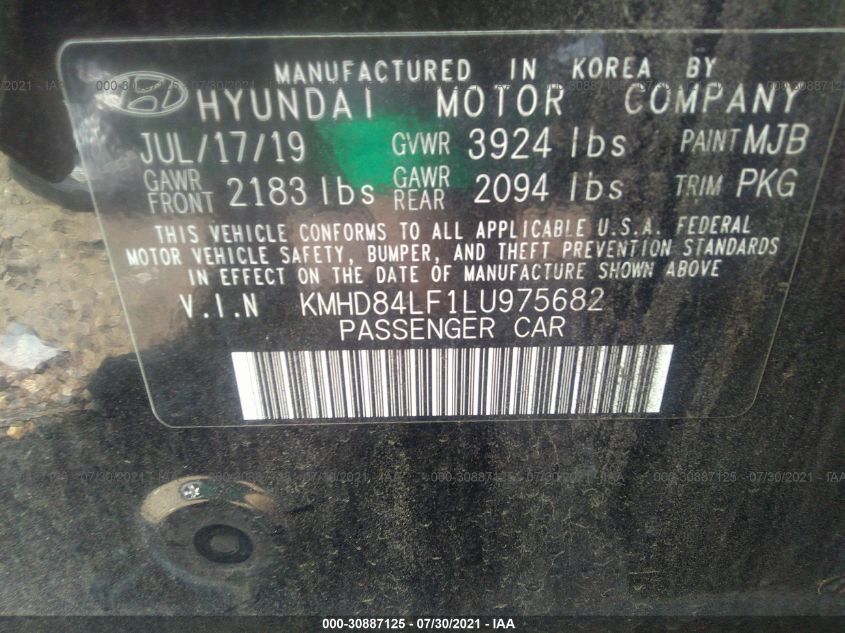 MANUFACTURED IN KOREA BY
HYUNDAI MOTOR COMPANY
JUL/17/19 GVWR 3924 lbs PAINT MJB
GAWR FRONT 2183 lbs GAWR REAR 2094 lbs TRIM PKG
THIS VEHICLE CONFORMS TO ALL APPLICABLE U.S.A. FEDERAL
MOTOR VEHICLE SAFETY, BUMPER, AND THEFT PREVENTION STANDARDS
IN EFFECT ON THE DATE OF MANUFACTURE SHOWN ABOVE
V.I.N KMHD84LF1LU975682
PASSENGER CAR
000-30887125 - 07/30/2021 - IAA